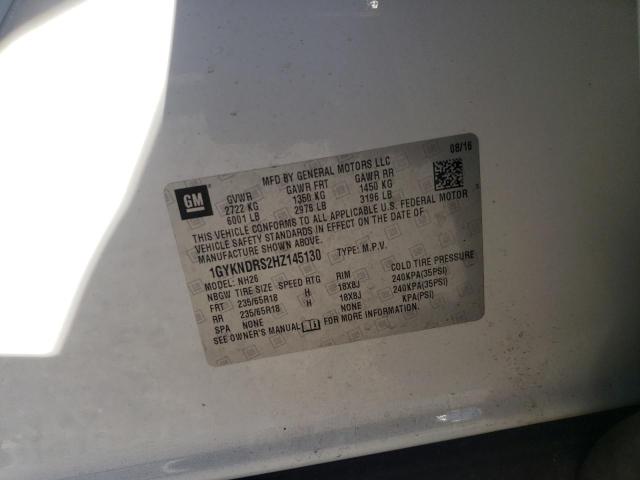 GM
MFD BY GENERAL MOTORS LLC
08/16
GVWR GAWR FRT GAWR RR
2722 KG 1350 KG 1450 KG
6001 LB 2976 LB 3196 LB
THIS VEHICLE CONFORMS TO ALL APPLICABLE U.S. FEDERAL MOTOR
VEHICLE SAFETY STANDARDS IN EFFECT ON THE DATE OF
MANUFACTURE SHOWN ABOVE.
1GYKNDRS2HZ145130 TYPE: M.P.V.
MODEL: NH26
NBGW TIRE SIZE SPEED RTG RIM COLD TIRE PRESSURE
FRT 235/65R18 H 18X8J 240KPA(35PSI)
RR 235/65R18 H 18X8J 240KPA(35PSI)
SPA NONE NONE KPA(PSI)
SEE OWNER'S MANUAL FOR MORE INFORMATION.